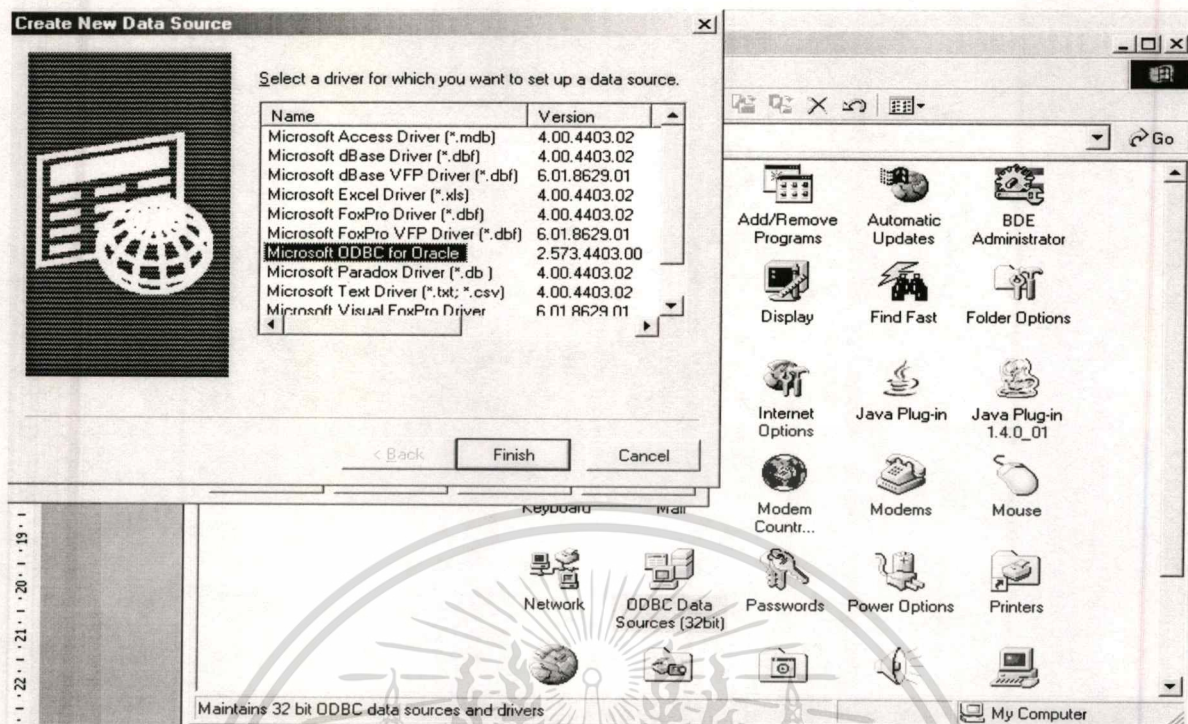 Create New Data Source
Select a driver for which you want to set up a data source.
Name Version
Microsoft Access Driver (*.mdb) 4.00.4403.02
Microsoft dBase Driver (*.dbf) 4.00.4403.02
Microsoft dBase VFP Driver (*.dbf) 6.01.8629.01
Microsoft Excel Driver (*.xls) 4.00.4403.02
Microsoft FoxPro Driver (*.dbf) 4.00.4403.02
Microsoft FoxPro VFP Driver (*.dbf) 6.01.8629.01
Microsoft ODBC for Oracle 2.573.4403.00
Microsoft Paradox Driver (*.db ) 4.00.4403.02
Microsoft Text Driver (*.txt; *.csv) 4.00.4403.02
Microsoft Visual FoxPro Driver 6.01.8629.01
< Back Finish Cancel
Go
Add/Remove Programs
Automatic Updates
BDE Administrator
Display
Find Fast
Folder Options
Internet Options
Java Plug-in
Java Plug-in 1.4.0_01
Keyboard
Mail
Modem Countr...
Modems
Mouse
Network
ODBC Data Sources (32bit)
Passwords
Power Options
Printers
19
20
21
22
Maintains 32 bit ODBC data sources and drivers
My Computer